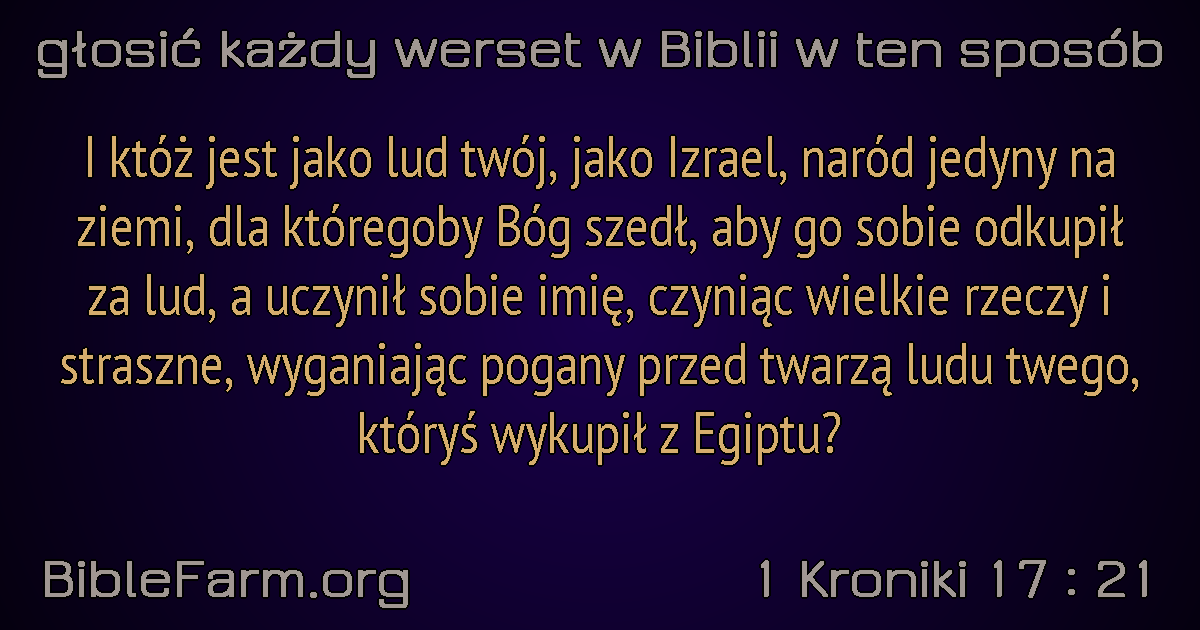 głosić każdy werset w Biblii w ten sposób
I któż jest jako lud twój, jako Izrael, naród jedyny na
ziemi, dla któregoby Bóg szedł, aby go sobie odkupił
za lud, a uczynił sobie imię, czyniąc wielkie rzeczy i
straszne, wyganiając pogany przed twarzą ludu twego,
któryś wykupił z Egiptu?
BibleFarm.org
1 Kroniki 17 : 21